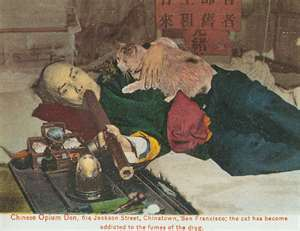 來
Chinese Opium Den, 614 Jackson Street, Chinatown, San Francisco; the cat has become
addicted to the fumes of the drug.